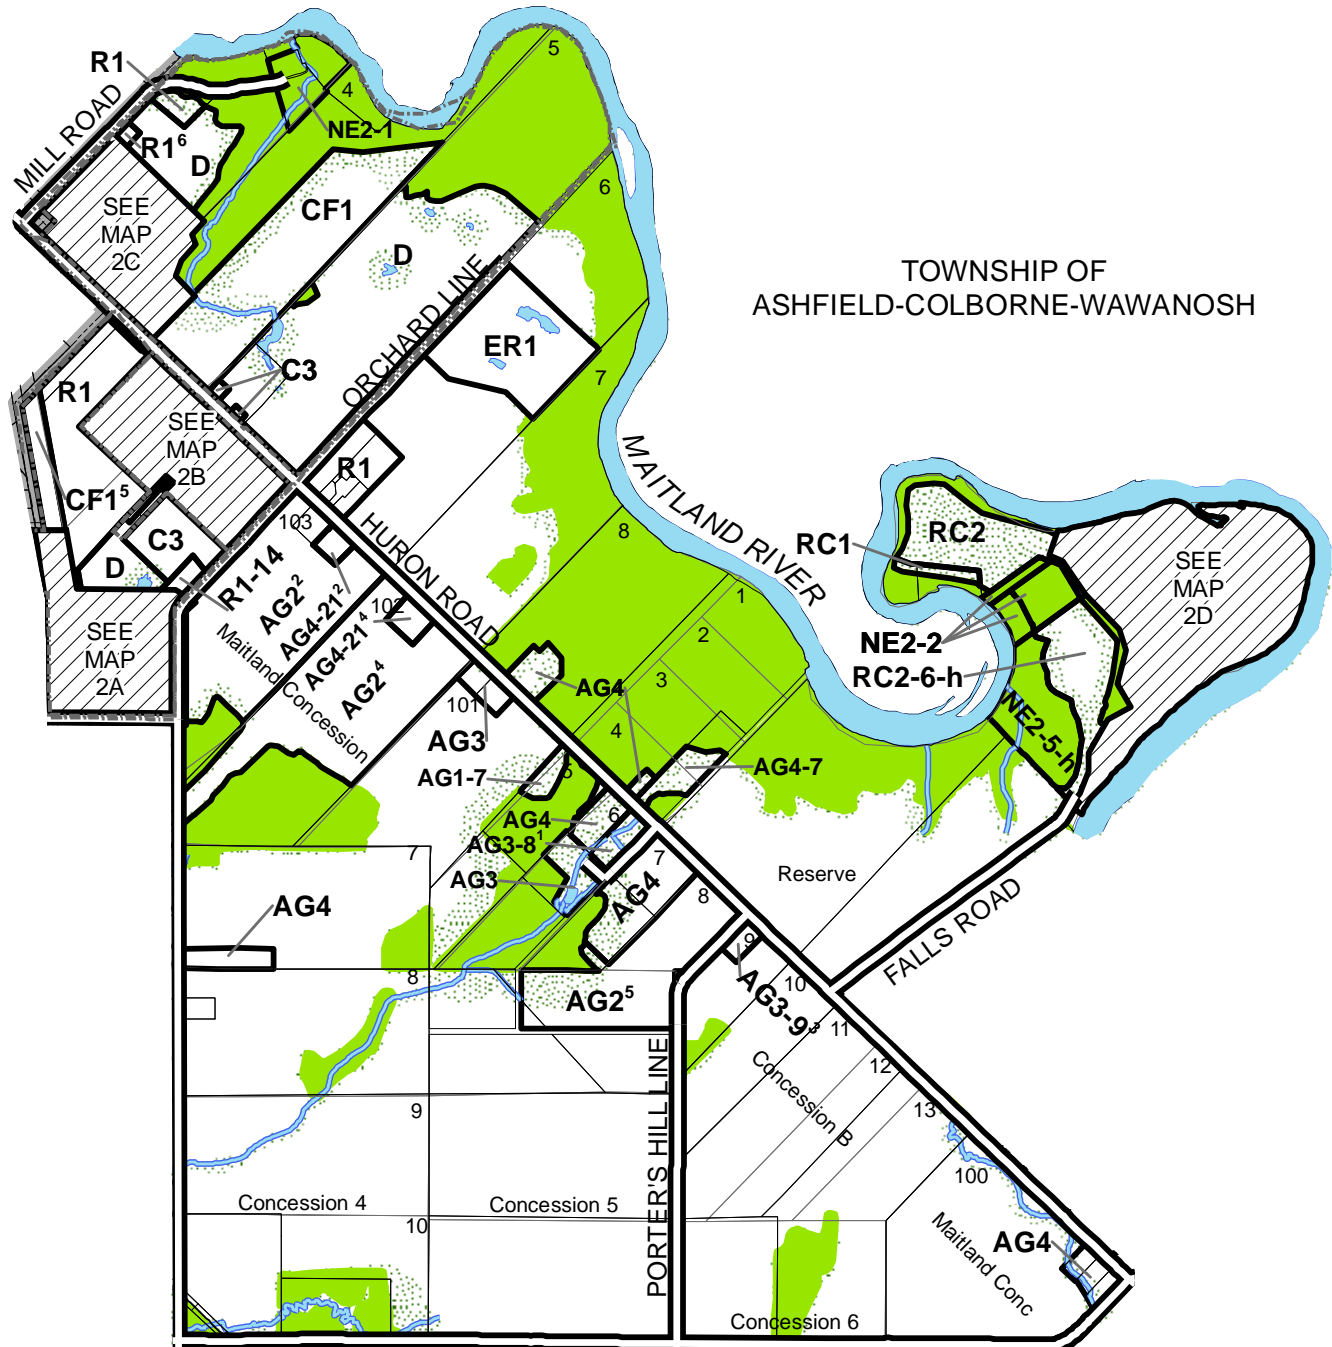 R1
MILL ROAD
R1⁶
D
4
NE2-1
5
SEE
MAP
2C
CF1
6
D
TOWNSHIP OF
ASHFIELD-COLBORNE-WAWANOSH
ORCHARD LINE
ER1
C3
7
R1
SEE
MAP
2B
MAITLAND RIVER
R1
CF1⁵
C3
D
103
HURON ROAD
8
RC2
RC1
SEE
MAP
2D
R1-14
AG2²
AG4-21²
102
AG4-21⁴
AG2⁴
Maitland Concession
SEE
MAP
2A
1
2
3
4
NE2-2
RC2-6-h
NE2-5-h
101
AG4
AG3
AG1-7
5
AG4-7
AG4
6
AG3-8¹
AG3
7
AG4
7
8
Reserve
AG4
FALLS ROAD
9
8
AG2⁵
10
AG3-9³
11
12
13
Concession B
PORTER'S HILL LINE
9
100
Concession 4
Concession 5
10
Maitland Conc
AG4
Concession 6